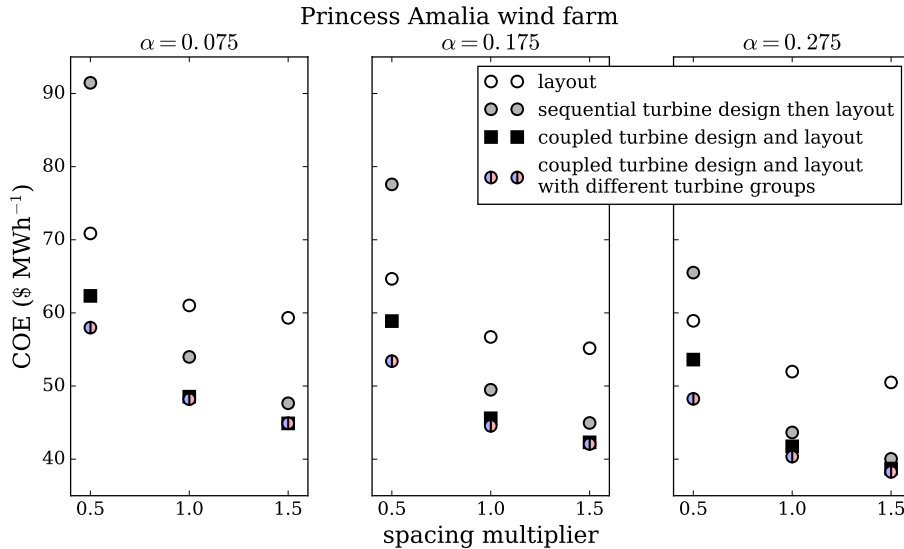 Princess Amalia wind farm
α = 0.075
α = 0.175
α = 0.275
layout
sequential turbine design then layout
coupled turbine design and layout
coupled turbine design and layout
with different turbine groups
COE ($ MWh⁻¹)
90
80
70
60
50
40
0.5 1.0 1.5
0.5 1.0 1.5
0.5 1.0 1.5
spacing multiplier